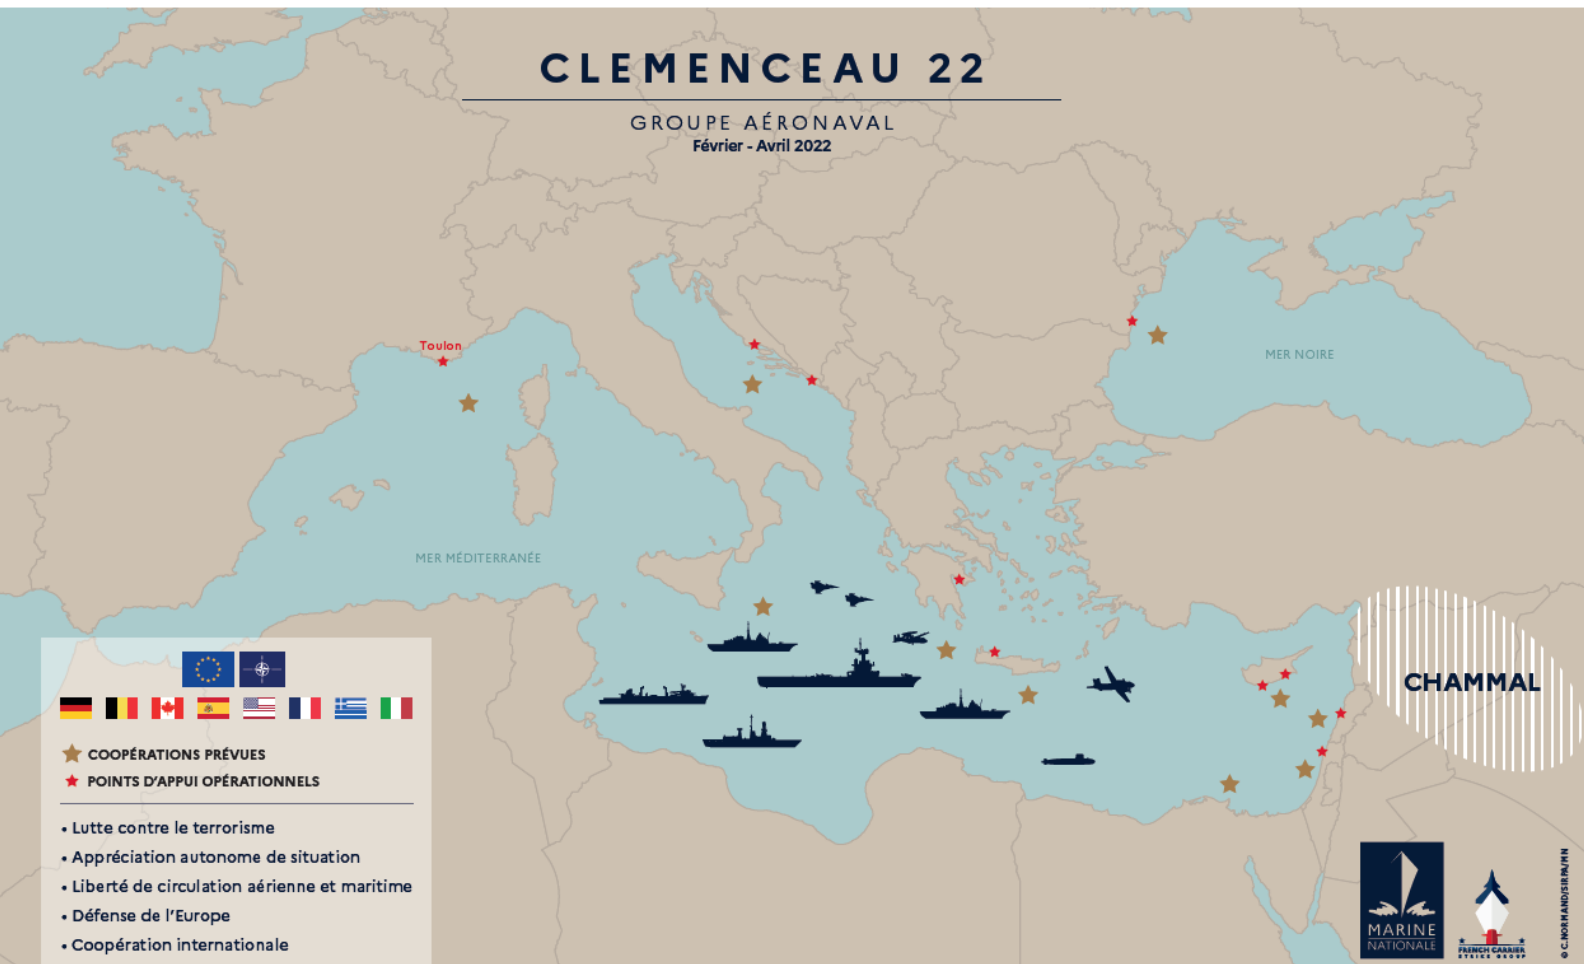 CLEMENCEAU 22
GROUPE AÉRONAVAL
Février - Avril 2022
Toulon
MER NOIRE
MER MÉDITERRANÉE
CHAMMAL
★ COOPÉRATIONS PRÉVUES
★ POINTS D'APPUI OPÉRATIONNELS
• Lutte contre le terrorisme
• Appréciation autonome de situation
• Liberté de circulation aérienne et maritime
• Défense de l'Europe
• Coopération internationale
MARINE
NATIONALE
FRENCH CARRIER
STRIKE GROUP
© C.NORMAND/SIRPA/MN